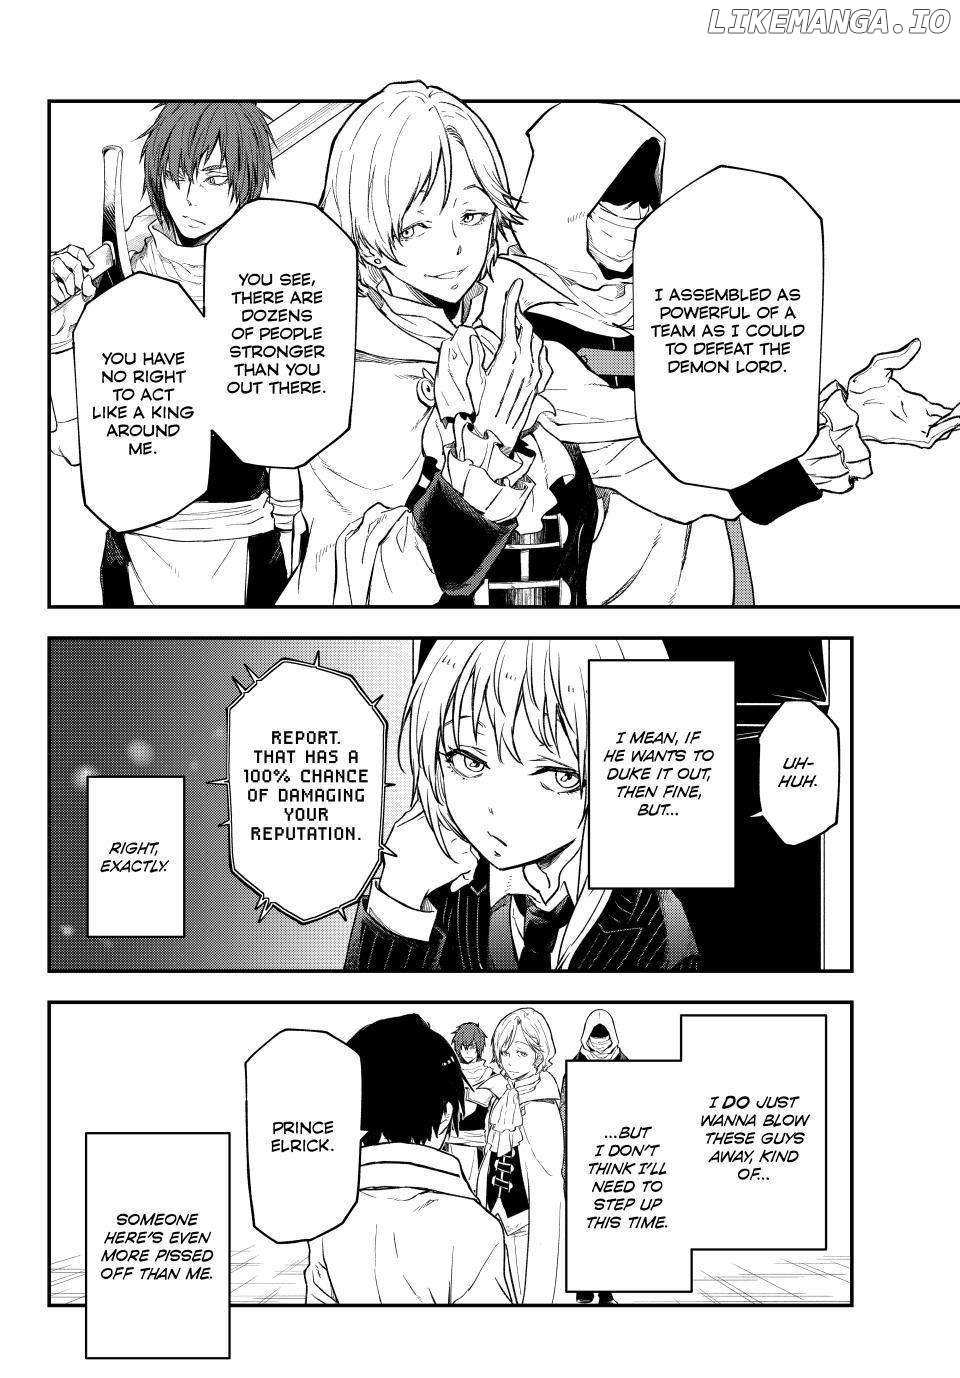 LIKEMANGA.IO
I ASSEMBLED AS
POWERFUL OF A
TEAM AS I COULD
TO DEFEAT THE
DEMON LORD.
YOU SEE,
THERE ARE
DOZENS
OF PEOPLE
STRONGER
THAN YOU
OUT THERE.
YOU HAVE
NO RIGHT
TO ACT
LIKE A KING
AROUND
ME.
UH-
HUH.
I MEAN, IF
HE WANTS TO
DUKE IT OUT,
THEN FINE,
BUT...
REPORT.
THAT HAS A
100% CHANCE
OF DAMAGING
YOUR
REPUTATION.
RIGHT,
EXACTLY.
I DO JUST
WANNA BLOW
THESE GUYS
AWAY, KIND
OF...
...BUT
I DON'T
THINK I'LL
NEED TO
STEP UP
THIS TIME.
PRINCE
ELRICK.
SOMEONE
HERE'S EVEN
MORE PISSED
OFF THAN ME.